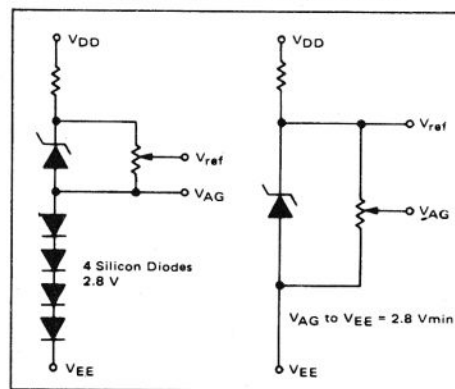 VDD
Vref
VAG
4 Silicon Diodes
2.8 V
VEE
VDD
Vref
VAG
VAG to VEE = 2.8 Vmin
VEE